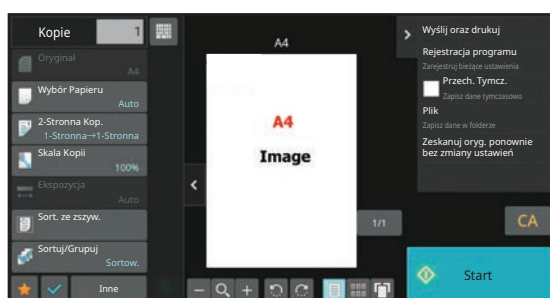 Kopie
1
Oryginał
A4
Wybór Papieru
Auto
2-Stronna Kop.
1-Stronna→1-Stronna
Skala Kopii
100%
Ekspozycja
Auto
Sort. ze zszyw.
Sortuj/Grupuj
Sortow.
Inne
A4
A4
Image
1/1
Wyślij oraz drukuj
Rejestracja programu
Zarejestruj bieżące ustawienia
Przech. Tymcz.
Zapisz dane tymczasowo
Plik
Zapisz dane w folderze
Zeskanuj oryg. ponownie
bez zmiany ustawień
CA
Start